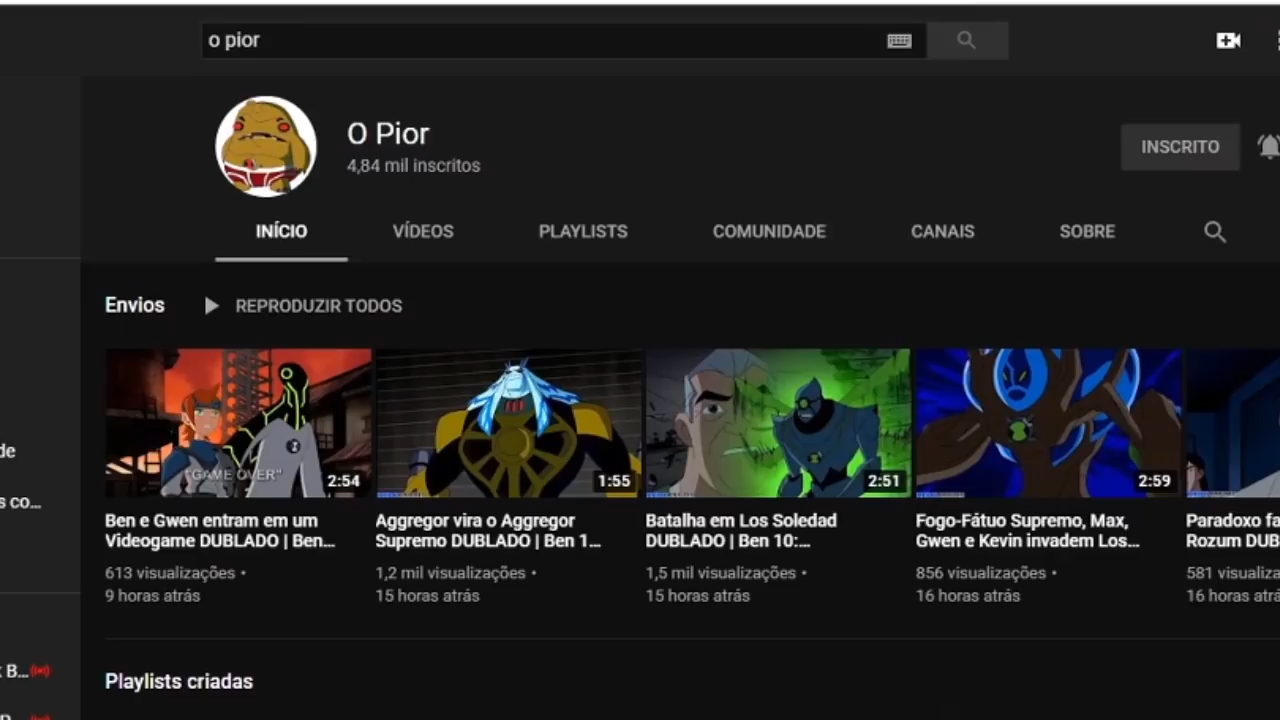 o pior
O Pior
4,84 mil inscritos
INSCRITO
INÍCIO
VÍDEOS
PLAYLISTS
COMUNIDADE
CANAIS
SOBRE
Envios
REPRODUZIR TODOS
"GAME OVER"
2:54
1:55
2:51
2:59
Ben e Gwen entram em um
Videogame DUBLADO | Ben...
613 visualizações •
9 horas atrás
Aggregor vira o Aggregor
Supremo DUBLADO | Ben 1...
1,2 mil visualizações •
15 horas atrás
Batalha em Los Soledad
DUBLADO | Ben 10:...
1,5 mil visualizações •
15 horas atrás
Fogo-Fátuo Supremo, Max,
Gwen e Kevin invadem Los...
856 visualizações •
16 horas atrás
Paradoxo fa
Rozum DUB
581 visualiza
16 horas atrá
de
s co...
B...
Playlists criadas